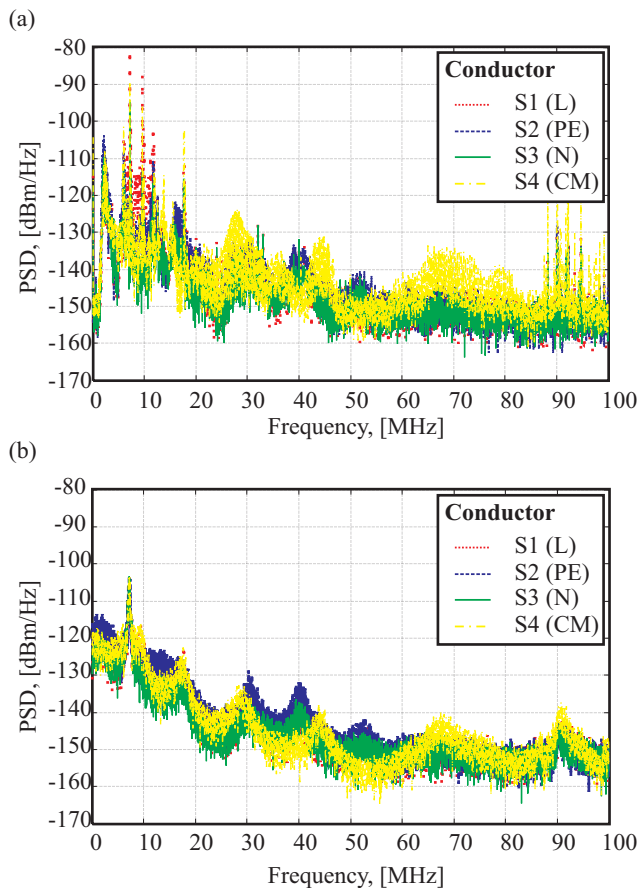 (a)
-80
-90
-100
-110
-120
-130
-140
-150
-160
-170
PSD, [dBm/Hz]
Conductor
S1 (L)
S2 (PE)
S3 (N)
S4 (CM)
0 10 20 30 40 50 60 70 80 90 100
Frequency, [MHz]
(b)
-80
-90
-100
-110
-120
-130
-140
-150
-160
-170
PSD, [dBm/Hz]
Conductor
S1 (L)
S2 (PE)
S3 (N)
S4 (CM)
0 10 20 30 40 50 60 70 80 90 100
Frequency, [MHz]